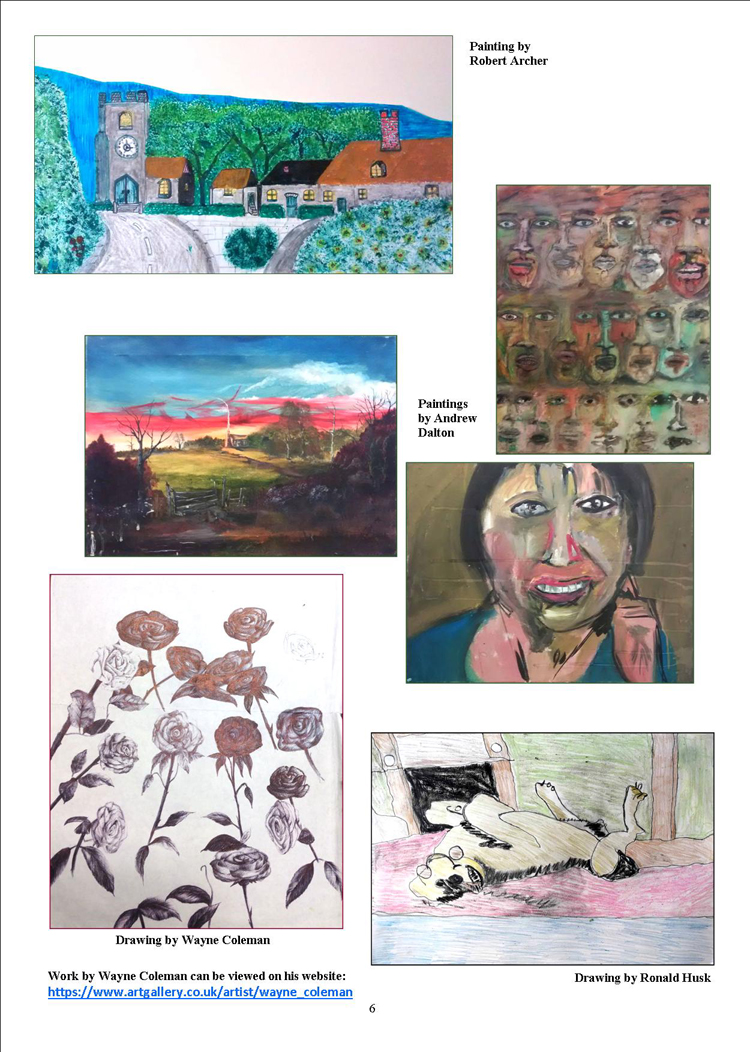 Painting by
Robert Archer
Paintings
by Andrew
Dalton
Drawing by Wayne Coleman
Work by Wayne Coleman can be viewed on his website:
https://www.artgallery.co.uk/artist/wayne_coleman
Drawing by Ronald Husk
6